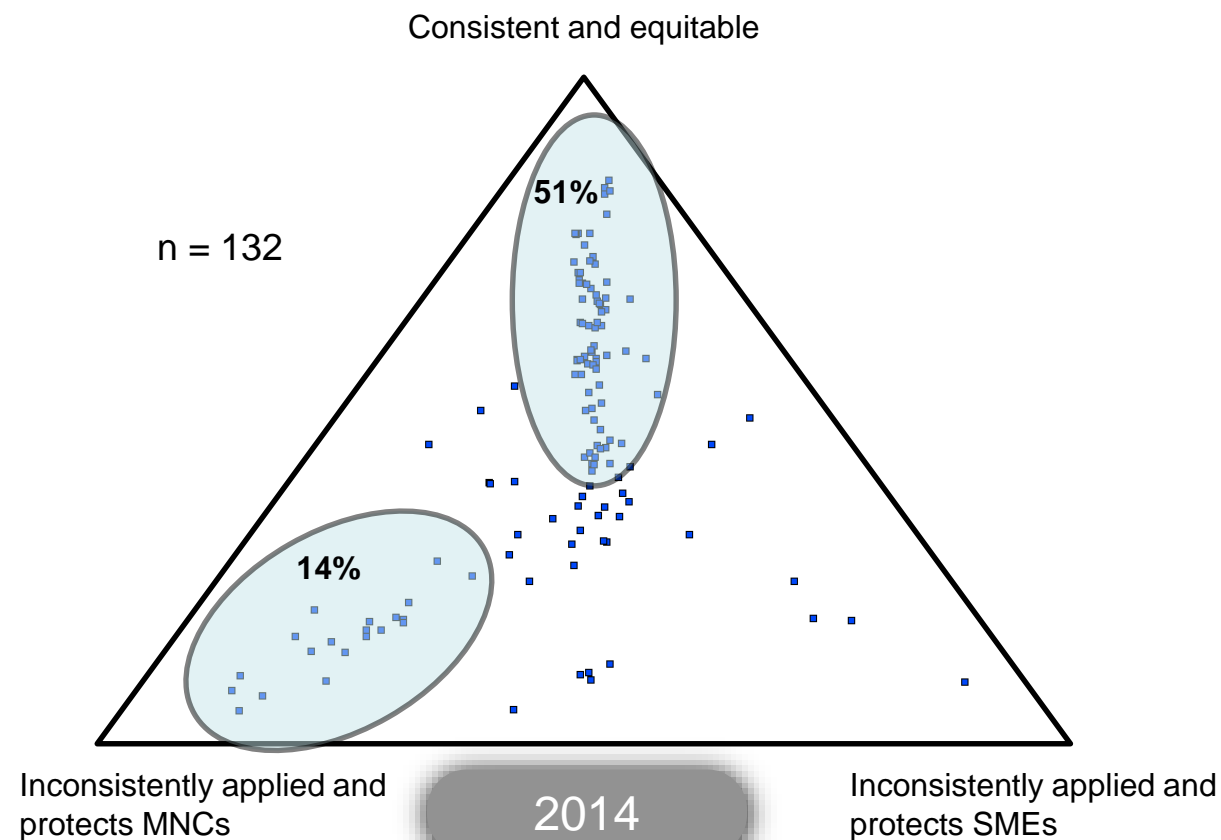 Consistent and equitable
51%
n = 132
14%
Inconsistently applied and
protects MNCs
2014
Inconsistently applied and
protects SMEs